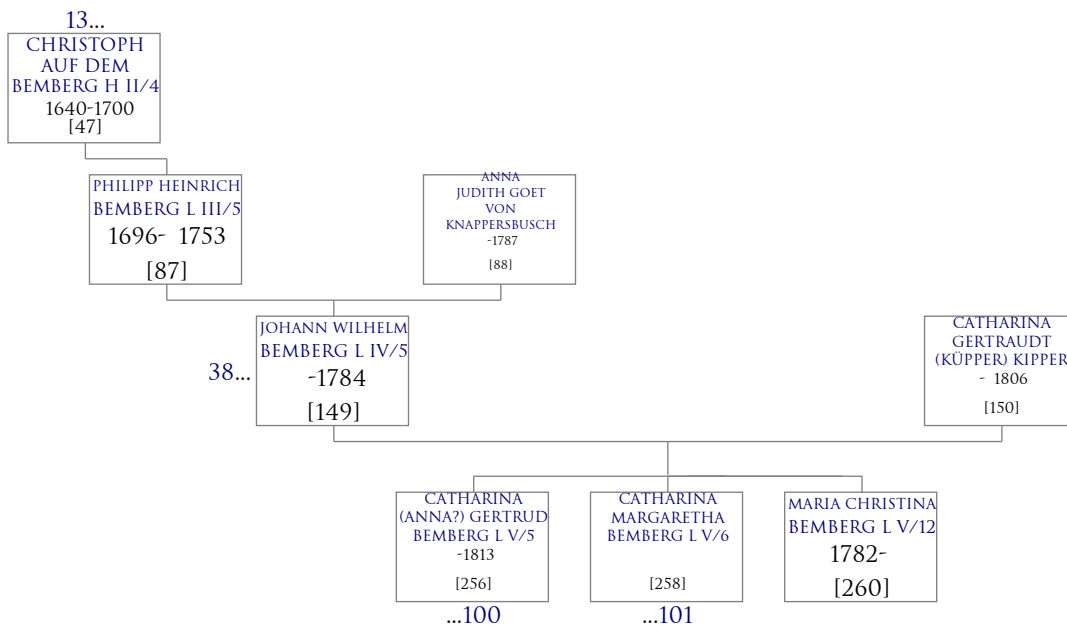 13...
CHRISTOPH
AUF DEM
BEMBERG H II/4
1640-1700
[47]
PHILIPP HEINRICH
BEMBERG L III/5
1696- 1753
[87]
ANNA
JUDITH GOET
VON
KNAPPERSBUSCH
-1787
[88]
38...
JOHANN WILHELM
BEMBERG L IV/5
-1784
[149]
CATHARINA
GERTRAUDT
(KÜPPER) KIPPER
- 1806
[150]
CATHARINA
(ANNA?) GERTRUD
BEMBERG L V/5
-1813
[256]
...100
CATHARINA
MARGARETHA
BEMBERG L V/6
[258]
...101
MARIA CHRISTINA
BEMBERG L V/12
1782-
[260]